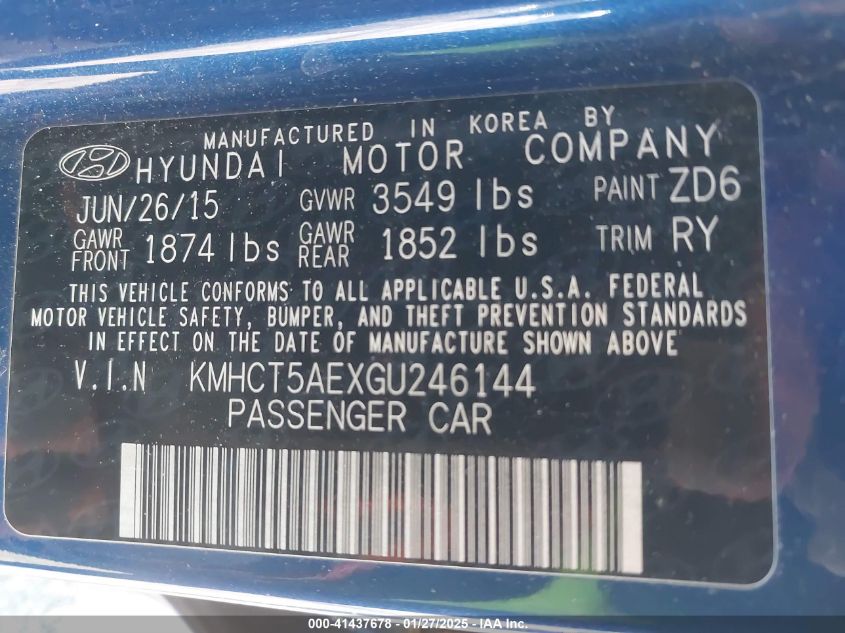 MANUFACTURED IN KOREA BY
HYUNDAI MOTOR COMPANY
JUN/26/15 GVWR 3549 lbs PAINT ZD6
GAWR FRONT 1874 lbs GAWR REAR 1852 lbs TRIM RY
THIS VEHICLE CONFORMS TO ALL APPLICABLE U.S.A. FEDERAL
MOTOR VEHICLE SAFETY, BUMPER, AND THEFT PREVENTION STANDARDS
IN EFFECT ON THE DATE OF MANUFACTURE SHOWN ABOVE
V.I.N KMHCT5AEXGU246144
PASSENGER CAR
000-41437678 - 01/27/2025 - IAA Inc.